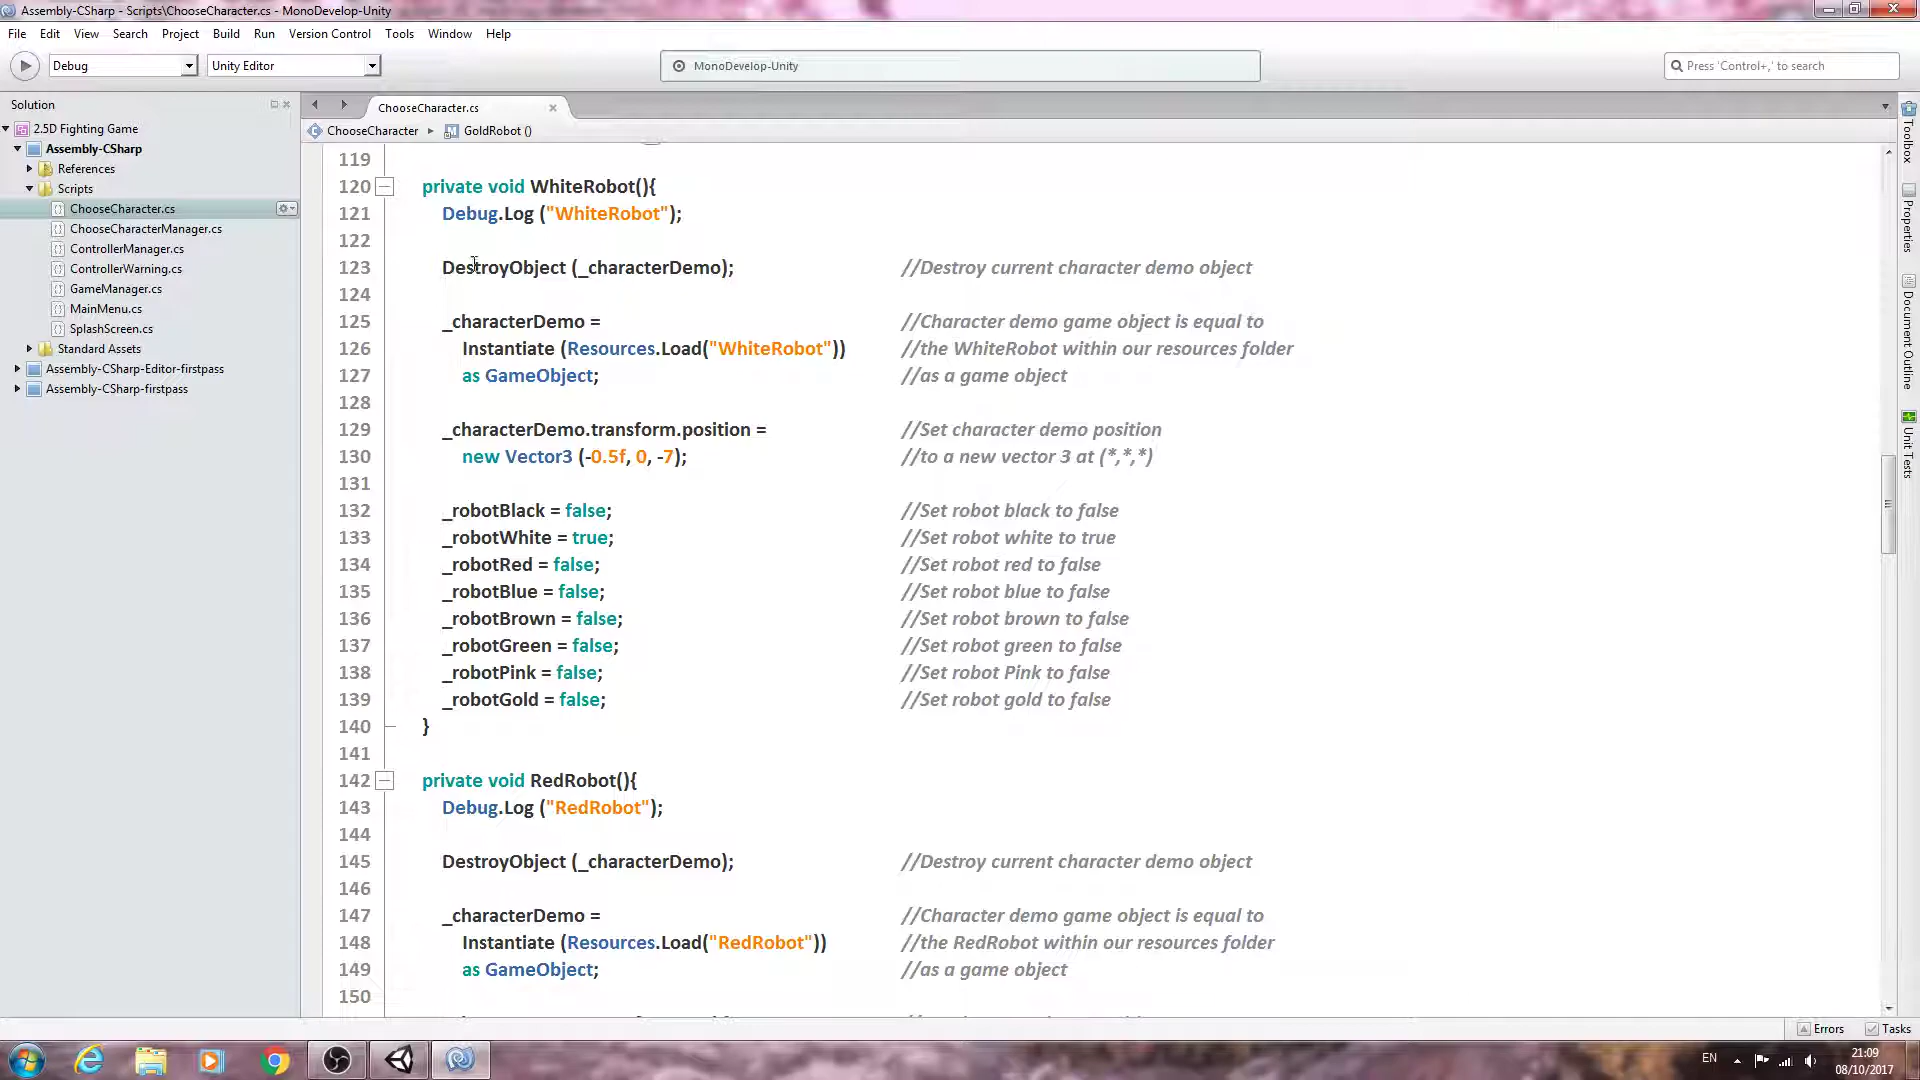 Assembly-CSharp - Scripts\ChooseCharacter.cs - MonoDevelop-Unity
File Edit View Search Project Build Run Version Control Tools Window Help
Debug Unity Editor MonoDevelop-Unity Press 'Control+,' to search
Solution
2.5D Fighting Game
Assembly-CSharp
References
Scripts
ChooseCharacter.cs
ChooseCharacterManager.cs
ControllerManager.cs
ControllerWarning.cs
GameManager.cs
MainMenu.cs
SplashScreen.cs
Standard Assets
Assembly-CSharp-Editor-firstpass
Assembly-CSharp-firstpass
ChooseCharacter.cs
ChooseCharacter GoldRobot ()
119
120 private void WhiteRobot(){
121 Debug.Log ("WhiteRobot");
122
123 DestroyObject (_characterDemo); //Destroy current character demo object
124
125 _characterDemo = //Character demo game object is equal to
126 Instantiate (Resources.Load("WhiteRobot")) //the WhiteRobot within our resources folder
127 as GameObject; //as a game object
128
129 _characterDemo.transform.position = //Set character demo position
130 new Vector3 (-0.5f, 0, -7); //to a new vector 3 at (*,*,*)
131
132 _robotBlack = false; //Set robot black to false
133 _robotWhite = true; //Set robot white to true
134 _robotRed = false; //Set robot red to false
135 _robotBlue = false; //Set robot blue to false
136 _robotBrown = false; //Set robot brown to false
137 _robotGreen = false; //Set robot green to false
138 _robotPink = false; //Set robot Pink to false
139 _robotGold = false; //Set robot gold to false
140 }
141
142 private void RedRobot(){
143 Debug.Log ("RedRobot");
144
145 DestroyObject (_characterDemo); //Destroy current character demo object
146
147 _characterDemo = //Character demo game object is equal to
148 Instantiate (Resources.Load("RedRobot")) //the RedRobot within our resources folder
149 as GameObject; //as a game object
150
Toolbox
Properties
Document Outline
Unit Tests
Errors Tasks
EN
21:09
08/10/2017